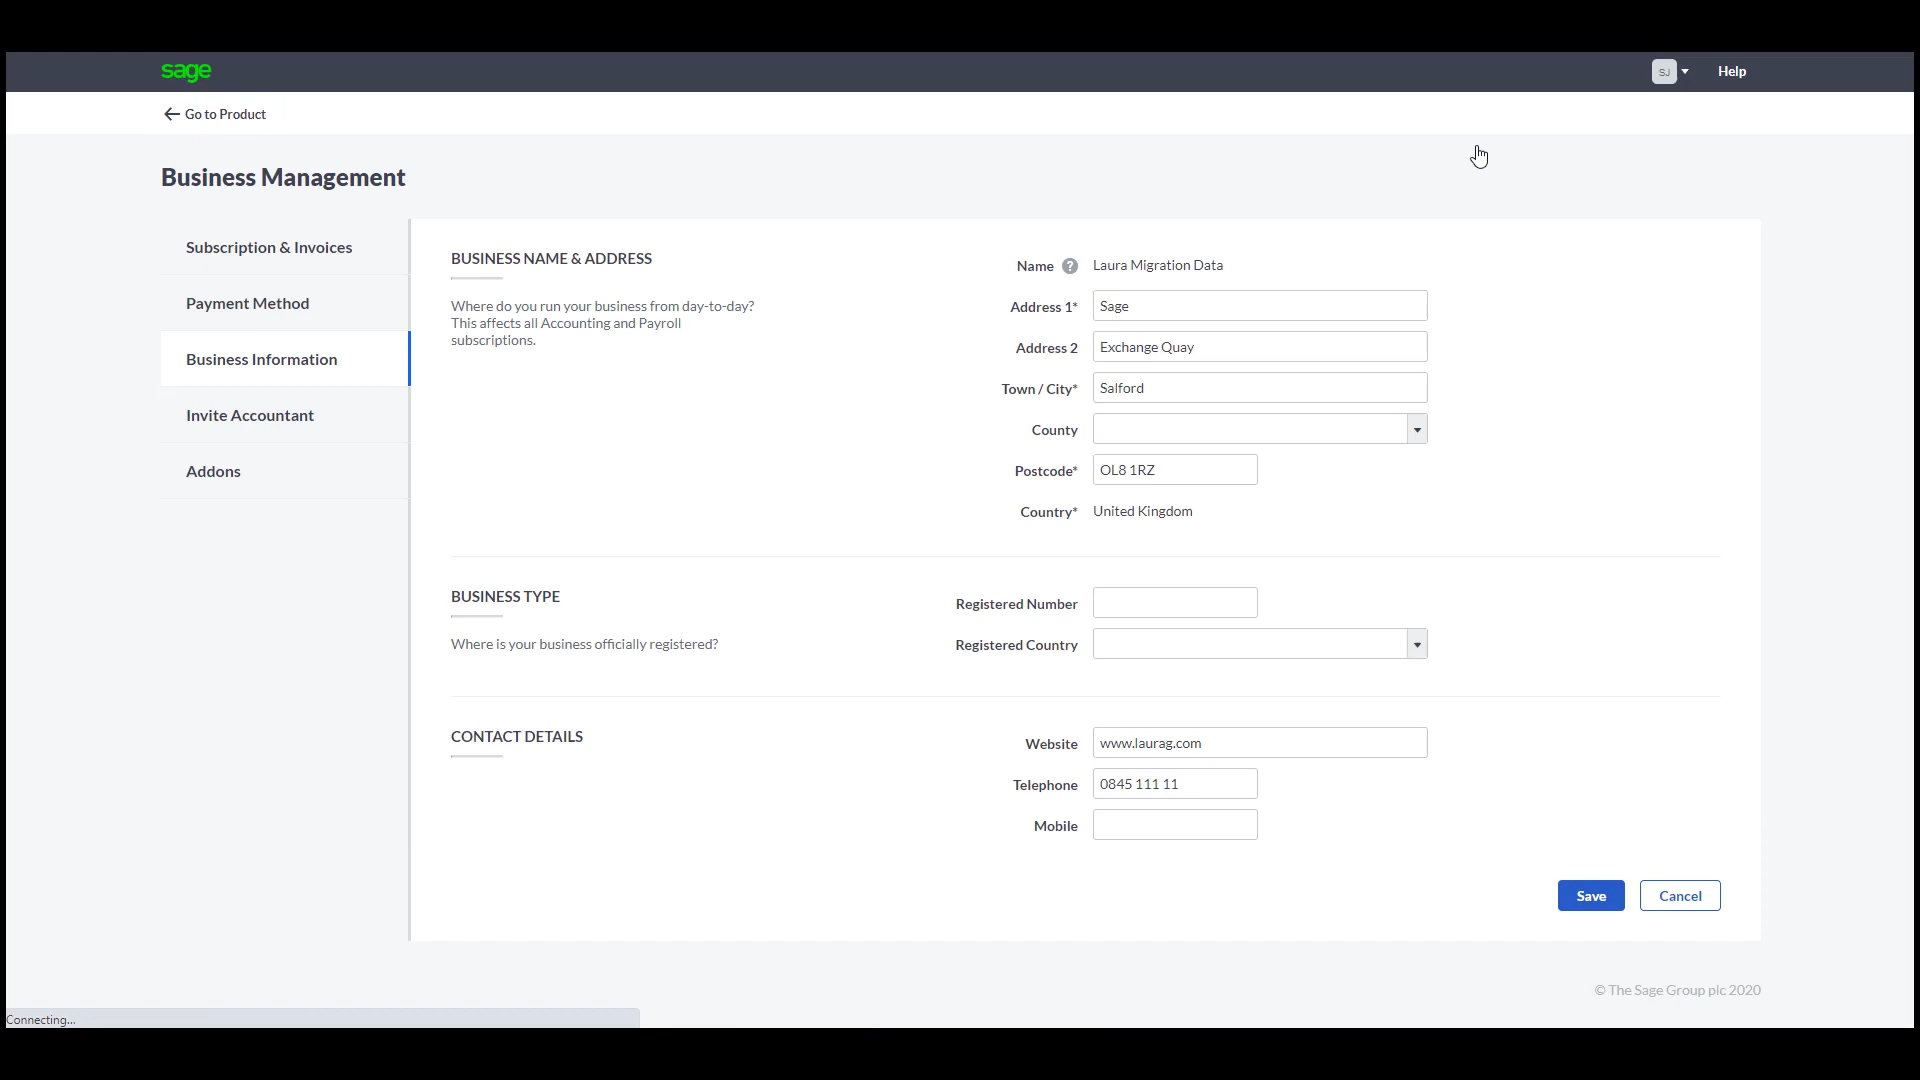 sage
SJ
Help
Go to Product
Business Management
Subscription & Invoices
Payment Method
Business Information
Invite Accountant
Addons
BUSINESS NAME & ADDRESS
Where do you run your business from day-to-day?
This affects all Accounting and Payroll
subscriptions.
Name ? Laura Migration Data
Address 1* Sage
Address 2 Exchange Quay
Town / City* Salford
County
Postcode* OL8 1RZ
Country* United Kingdom
BUSINESS TYPE
Where is your business officially registered?
Registered Number
Registered Country
CONTACT DETAILS
Website www.laurag.com
Telephone 0845 111 11
Mobile
Save Cancel
© The Sage Group plc 2020
Connecting...